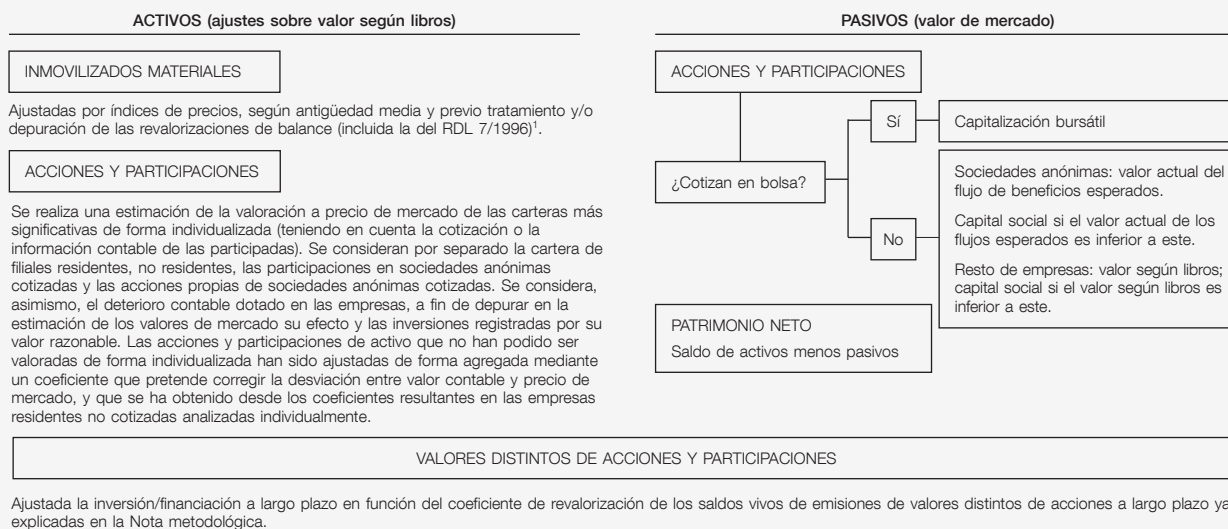 ACTIVOS (ajustes sobre valor según libros)
INMOVILIZADOS MATERIALES
Ajustadas por índices de precios, según antigüedad media y previo tratamiento y/o
depuración de las revalorizaciones de balance (incluida la del RDL 7/1996)¹.
ACCIONES Y PARTICIPACIONES
Se realiza una estimación de la valoración a precio de mercado de las carteras más
significativas de forma individualizada (teniendo en cuenta la cotización o la
información contable de las participadas). Se consideran por separado la cartera de
filiales residentes, no residentes, las participaciones en sociedades anónimas
cotizadas y las acciones propias de sociedades anónimas cotizadas. Se considera,
asimismo, el deterioro contable dotado en las empresas, a fin de depurar en la
estimación de los valores de mercado su efecto y las inversiones registradas por su
valor razonable. Las acciones y participaciones de activo que no han podido ser
valoradas de forma individualizada han sido ajustadas de forma agregada mediante
un coeficiente que pretende corregir la desviación entre valor contable y precio de
mercado, y que se ha obtenido desde los coeficientes resultantes en las empresas
residentes no cotizadas analizadas individualmente.
PASIVOS (valor de mercado)
ACCIONES Y PARTICIPACIONES
¿Cotizan en bolsa?
Sí
Capitalización bursátil
No
Sociedades anónimas: valor actual del
flujo de beneficios esperados.
Capital social si el valor actual de los
flujos esperados es inferior a este.
Resto de empresas: valor según libros;
capital social si el valor según libros es
inferior a este.
PATRIMONIO NETO
Saldo de activos menos pasivos
VALORES DISTINTOS DE ACCIONES Y PARTICIPACIONES
Ajustada la inversión/financiación a largo plazo en función del coeficiente de revalorización de los saldos vivos de emisiones de valores distintos de acciones a largo plazo ya
explicadas en la Nota metodológica.